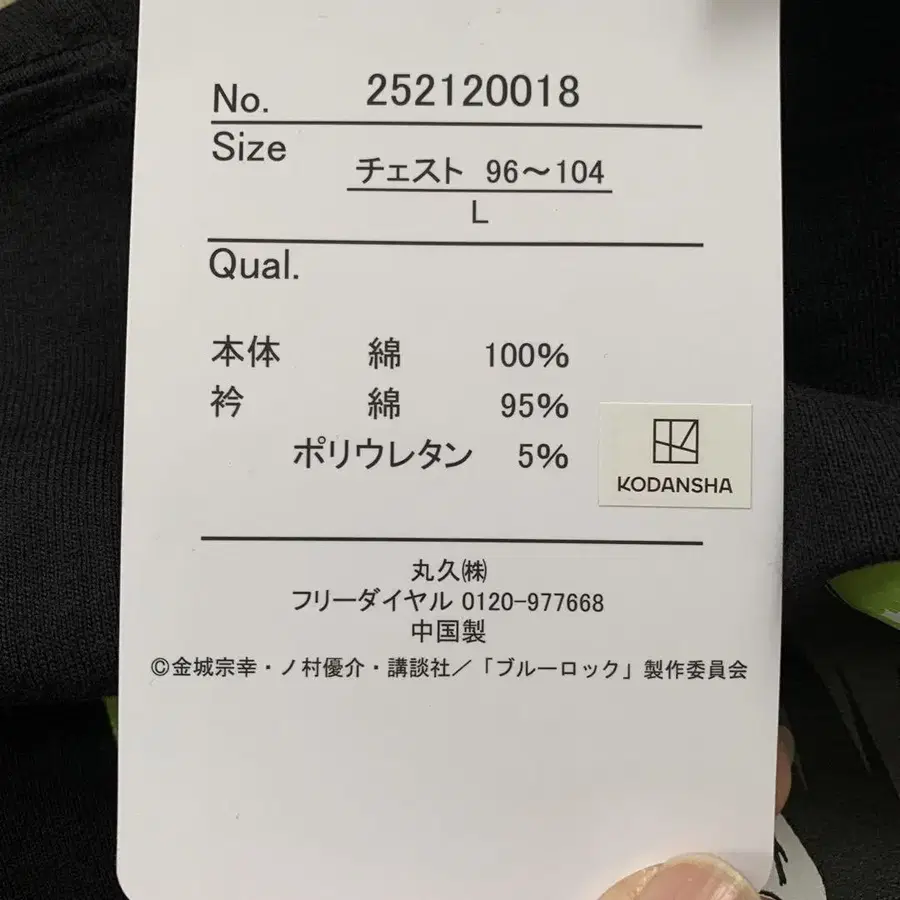 No. 252120018
Size
チェスト 96～104
L
Qual.
本体 綿 100%
衿 綿 95%
ポリウレタン 5%
KODANSHA
丸久㈱
フリーダイヤル 0120-977668
中国製
©金城宗幸・ノ村優介・講談社／「ブルーロック」製作委員会